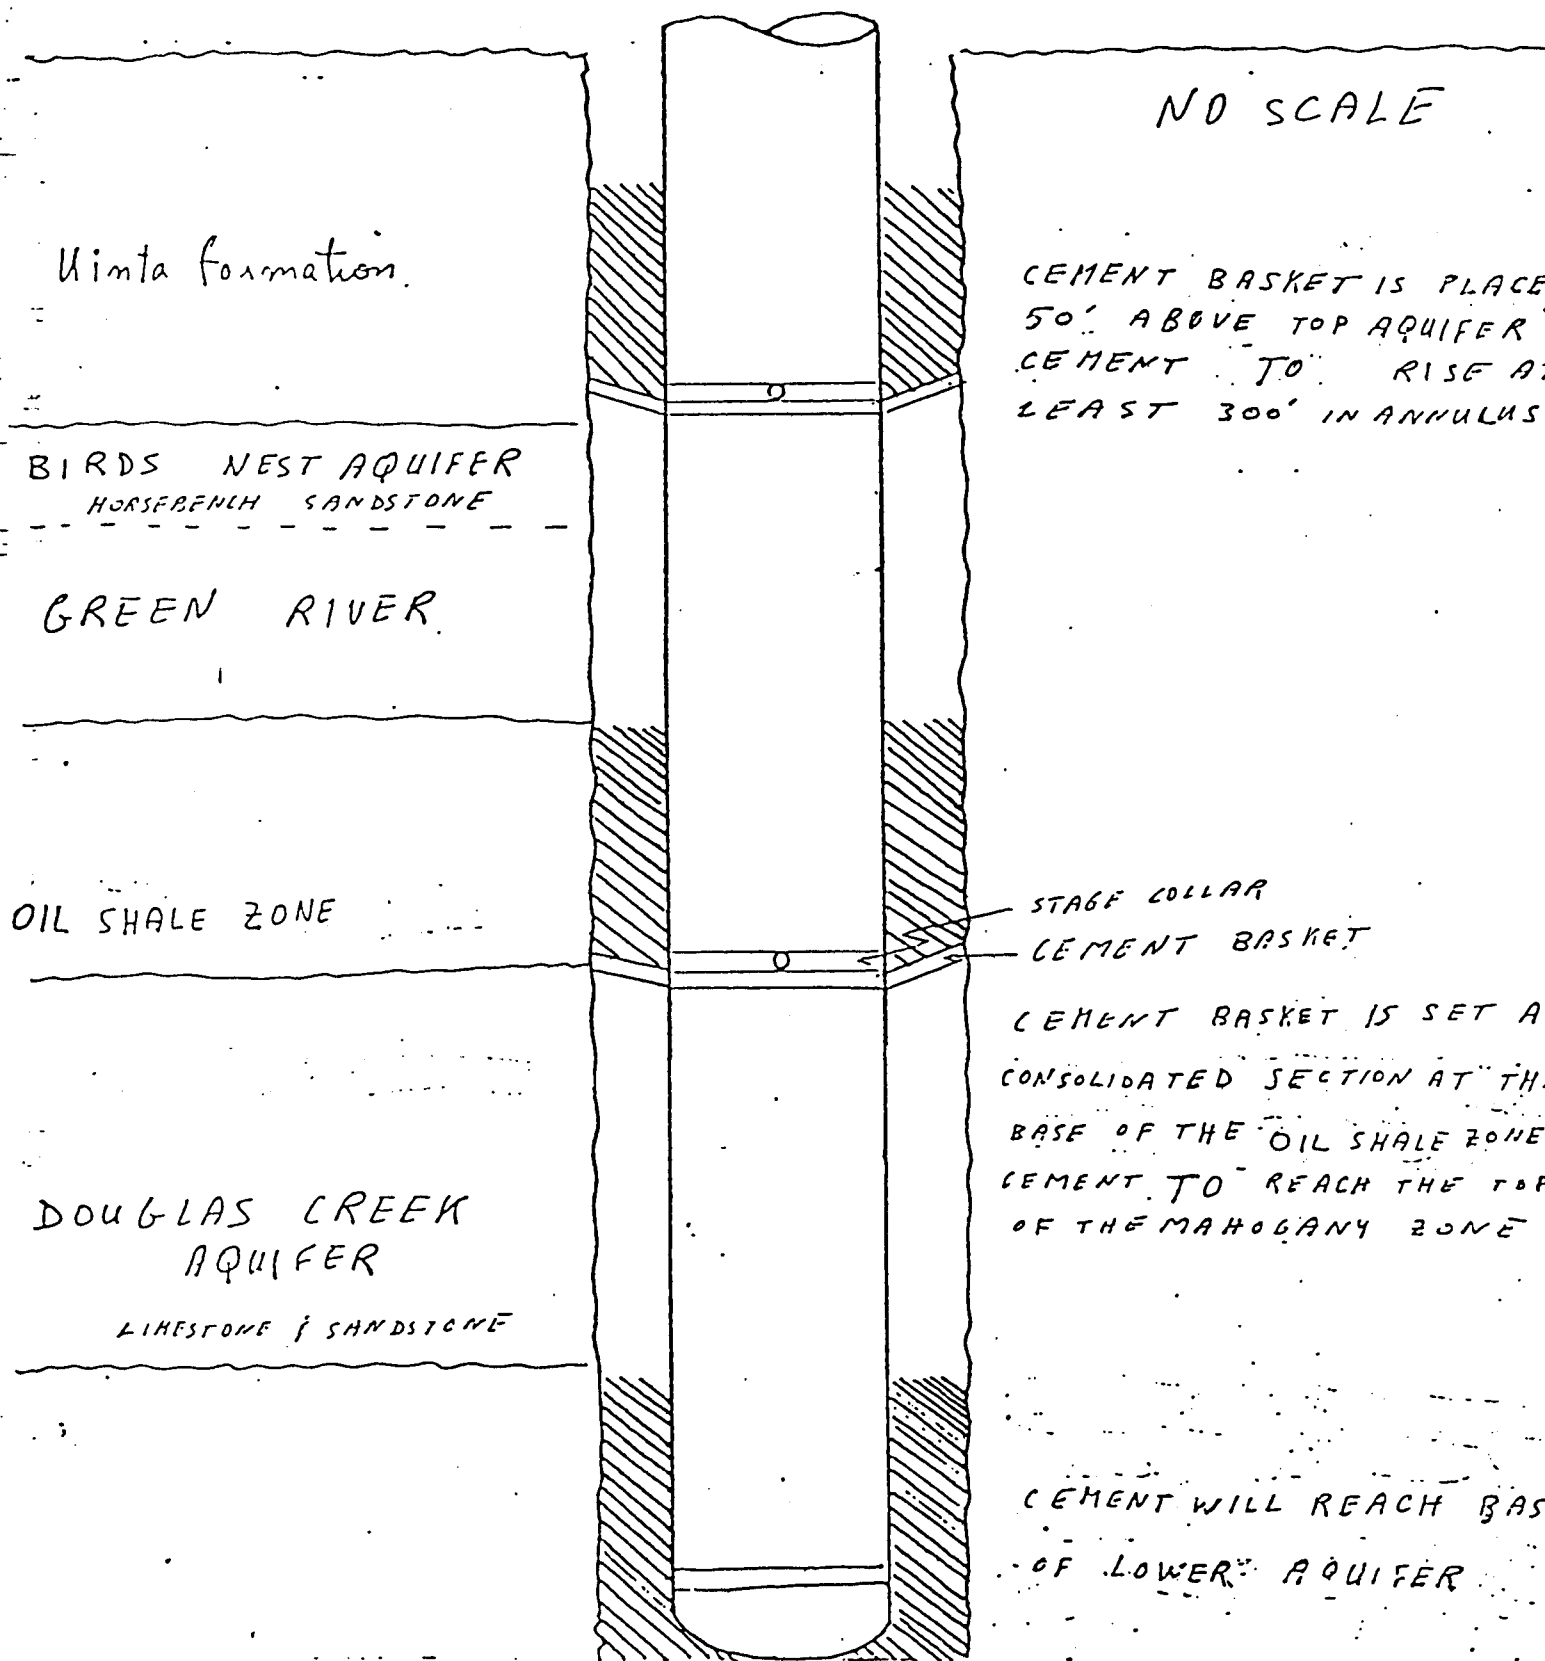 NO SCALE
Uinta formation.
CEMENT BASKET IS PLACE
50' ABOVE TOP AQUIFER
CEMENT TO RISE AT
LEAST 300' IN ANNULUS
BIRDS NEST AQUIFER
HORSEBENCH SANDSTONE
GREEN RIVER
OIL SHALE ZONE
STAGE COLLAR
CEMENT BASKET
CEMENT BASKET IS SET A
CONSOLIDATED SECTION AT TH
BASE OF THE OIL SHALE ZONE
CEMENT TO REACH THE TOP
OF THE MAHOGANY ZONE
DOUGLAS CREEK
AQUIFER
LIMESTONE & SANDSTONE
CEMENT WILL REACH BAS
OF LOWER AQUIFER